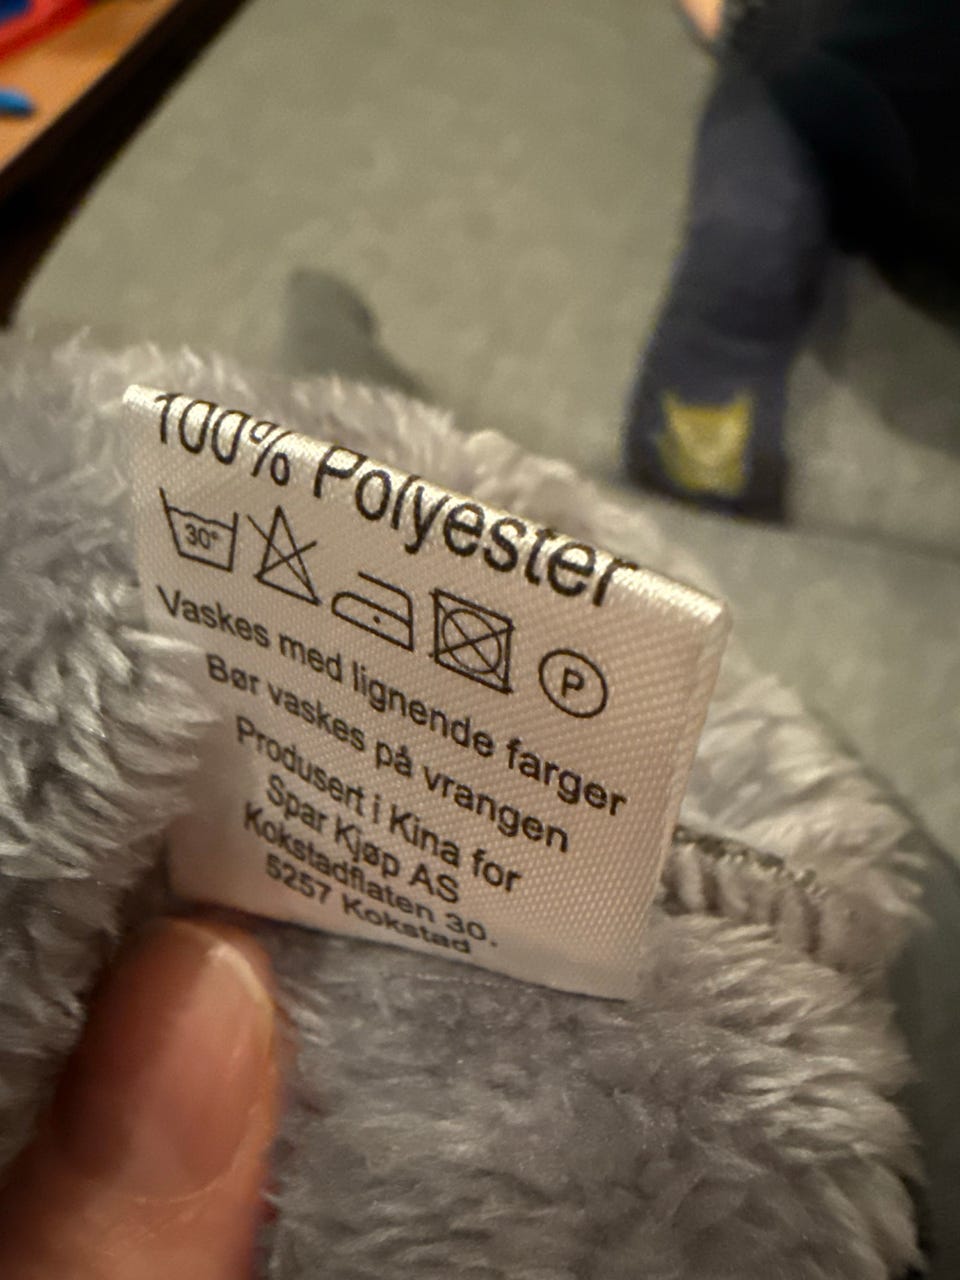 100% Polyester
30°
P
Vaskes med lignende farger
Bør vaskes på vrangen
Produsert i Kina for
Spar Kjøp AS
Kokstadflaten 30.
5257 Kokstad